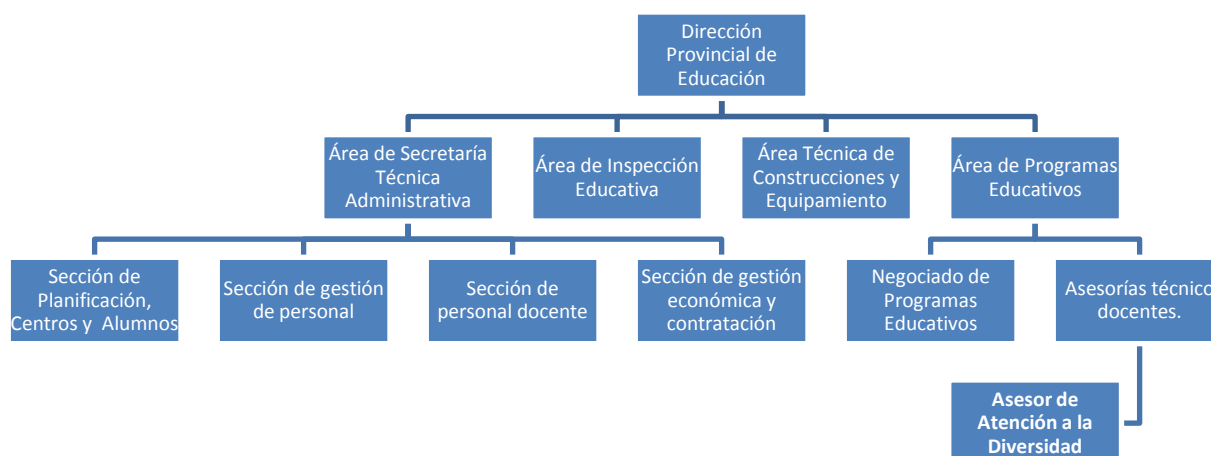 Dirección
Provincial de
Educación
Área de Secretaría
Técnica
Administrativa
Área de Inspección
Educativa
Área Técnica de
Construcciones y
Equipamiento
Área de Programas
Educativos
Sección de
Planificación,
Centros y Alumnos
Sección de gestión
de personal
Sección de
personal docente
Sección de gestión
económica y
contratación
Negociado de
Programas
Educativos
Asesorías técnico
docentes.
Asesor de
Atención a la
Diversidad